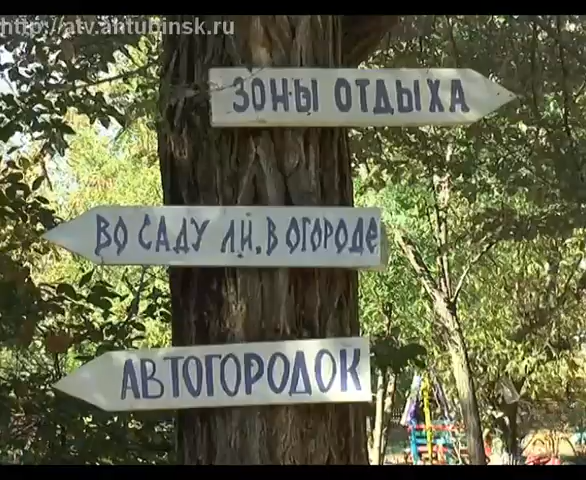 http://atv.ahtubinsk.ru
ЗОНЫ ОТДЫХА
ВО САДУ ЛИ, В ОГОРОДЕ
АВТОГОРОДОК